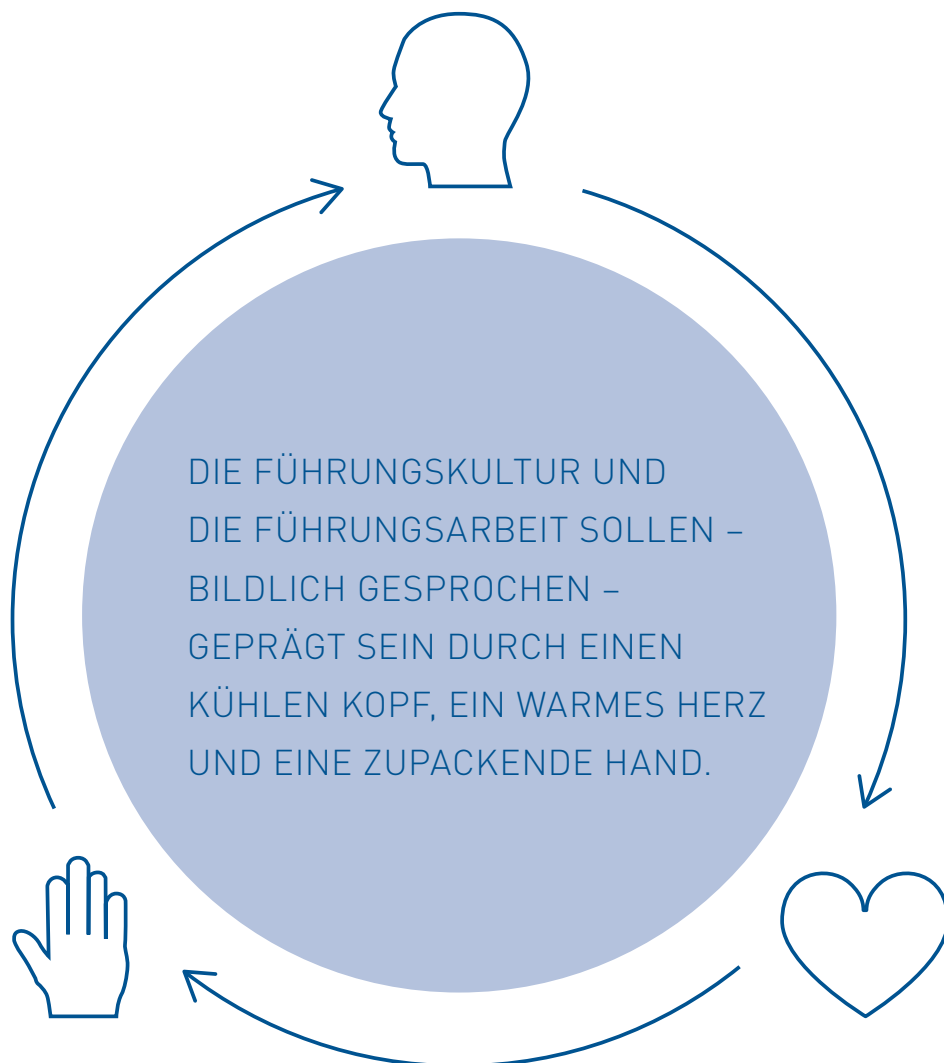 DIE FÜHRUNGSKULTUR UND
DIE FÜHRUNGSARBEIT SOLLEN –
BILDLICH GESPROCHEN –
GEPRÄGT SEIN DURCH EINEN
KÜHLEN KOPF, EIN WARMES HERZ
UND EINE ZUPACKENDE HAND.